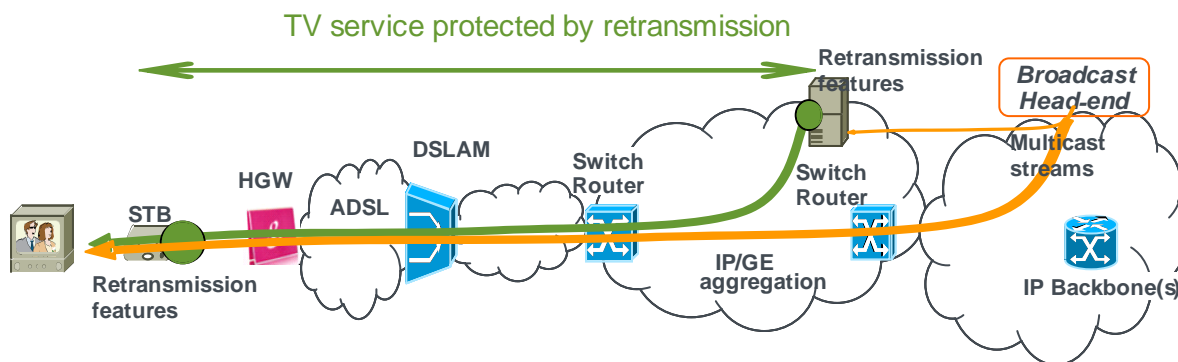 TV service protected by retransmission
Retransmission
features
Broadcast
Head-end
Multicast
streams
DSLAM
Switch
Router
Switch
Router
HGW
ADSL
STB
Retransmission
features
IP/GE
aggregation
IP Backbone(s)